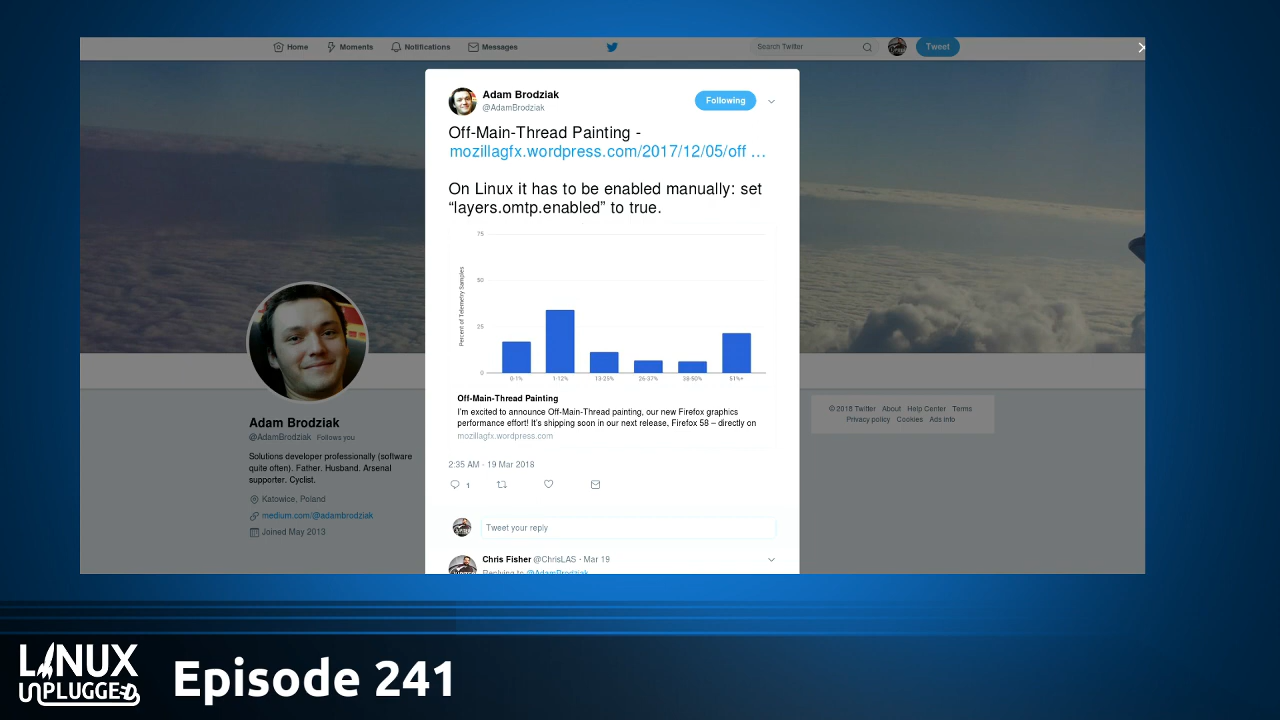 Home
Moments
Notifications
Messages
Search Twitter
Tweet
Adam Brodziak
@AdamBrodziak
Following
Off-Main-Thread Painting -
mozillagfx.wordpress.com/2017/12/05/off …
On Linux it has to be enabled manually: set
“layers.omtp.enabled” to true.
Percent of Telemetry Samples
75
50
25
0
0-1%
1-12%
13-25%
26-37%
38-50%
51%+
Off-Main-Thread Painting
I'm excited to announce Off-Main-Thread painting, our new Firefox graphics
performance effort! It's shipping soon in our next release, Firefox 58 – directly on
mozillagfx.wordpress.com
2:35 AM - 19 Mar 2018
1
Tweet your reply
Chris Fisher @ChrisLAS · Mar 19
Replying to @AdamBrodziak
Adam Brodziak
@AdamBrodziak Follows you
Solutions developer professionally (software
quite often). Father. Husband. Arsenal
supporter. Cyclist.
Katowice, Poland
medium.com/@adambrodziak
Joined May 2013
© 2018 Twitter About Help Center Terms
Privacy policy Cookies Ads info
LINUX
UNPLUGGED
Episode 241